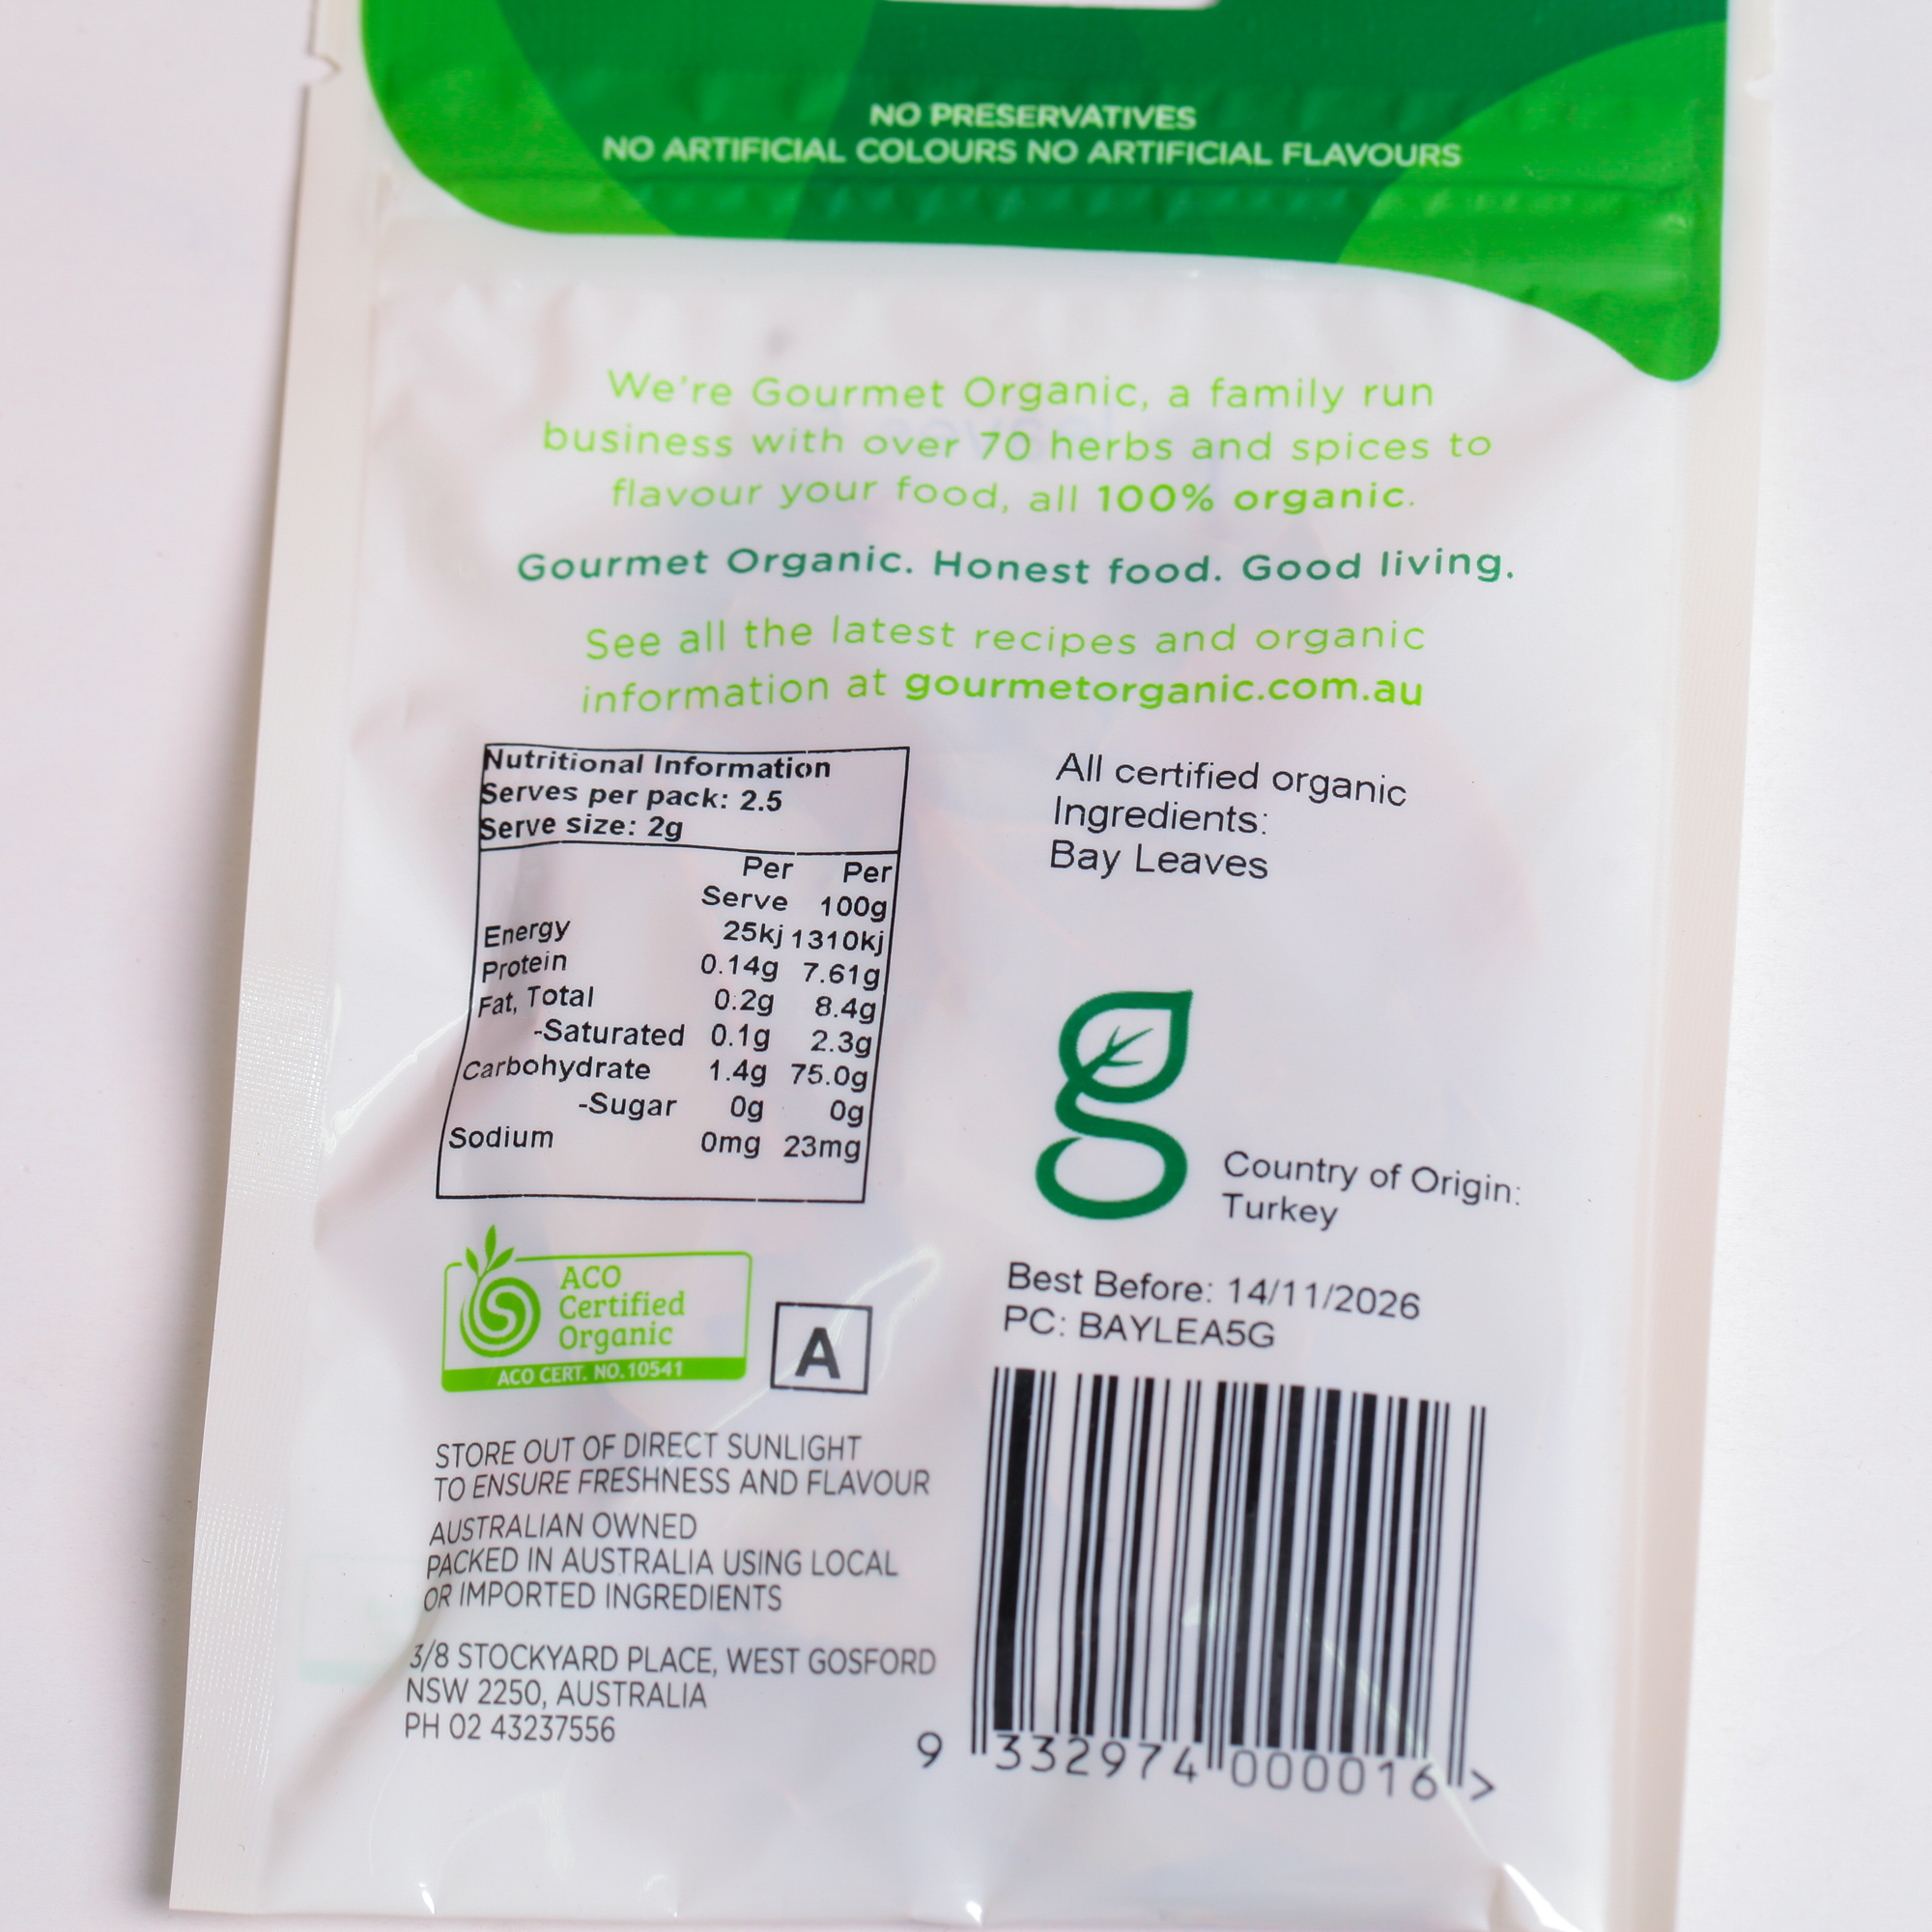 NO PRESERVATIVES
NO ARTIFICIAL COLOURS NO ARTIFICIAL FLAVOURS
We're Gourmet Organic, a family run
business with over 70 herbs and spices to
flavour your food, all 100% organic.
Gourmet Organic. Honest food. Good living.
See all the latest recipes and organic
information at gourmetorganic.com.au
Nutritional Information
Serves per pack: 2.5
Serve size: 2g
Per Per
Serve 100g
Energy 25kj 1310kj
Protein 0.14g 7.61g
Fat, Total 0.2g 8.4g
-Saturated 0.1g 2.3g
Carbohydrate 1.4g 75.0g
-Sugar 0g 0g
Sodium 0mg 23mg
All certified organic
Ingredients:
Bay Leaves
Country of Origin:
Turkey
ACO
Certified
Organic
ACO CERT. NO. 10541
A
Best Before: 14/11/2026
PC: BAYLEA5G
STORE OUT OF DIRECT SUNLIGHT
TO ENSURE FRESHNESS AND FLAVOUR
AUSTRALIAN OWNED
PACKED IN AUSTRALIA USING LOCAL
OR IMPORTED INGREDIENTS
3/8 STOCKYARD PLACE, WEST GOSFORD
NSW 2250, AUSTRALIA
PH 02 43237556
9 332974 000016 >